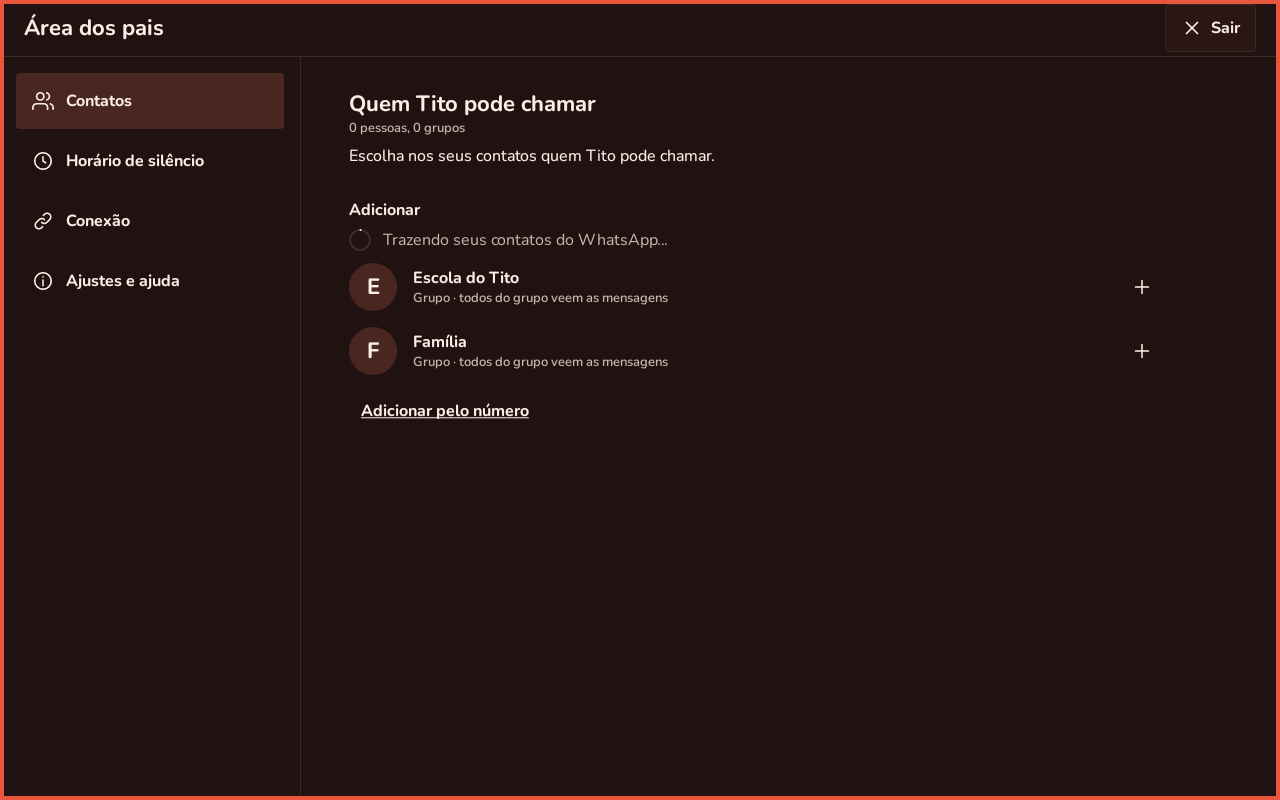 Área dos pais
Sair
Contatos
Horário de silêncio
Conexão
Ajustes e ajuda
Quem Tito pode chamar
0 pessoas, 0 grupos
Escolha nos seus contatos quem Tito pode chamar.
Adicionar
Trazendo seus contatos do WhatsApp...
E
Escola do Tito
Grupo · todos do grupo veem as mensagens
F
Família
Grupo · todos do grupo veem as mensagens
Adicionar pelo número